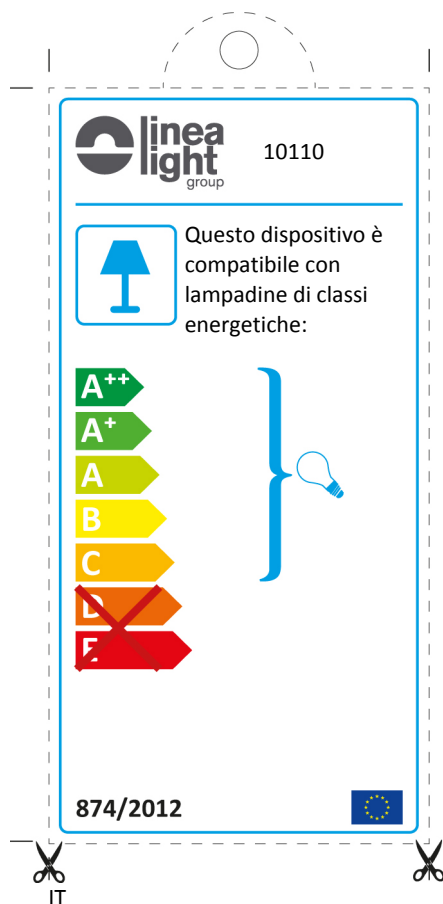 linea
light
group
10110
Questo dispositivo è
compatibile con
lampadine di classi
energetiche:
A++
A+
A
B
C
D
E
874/2012
IT